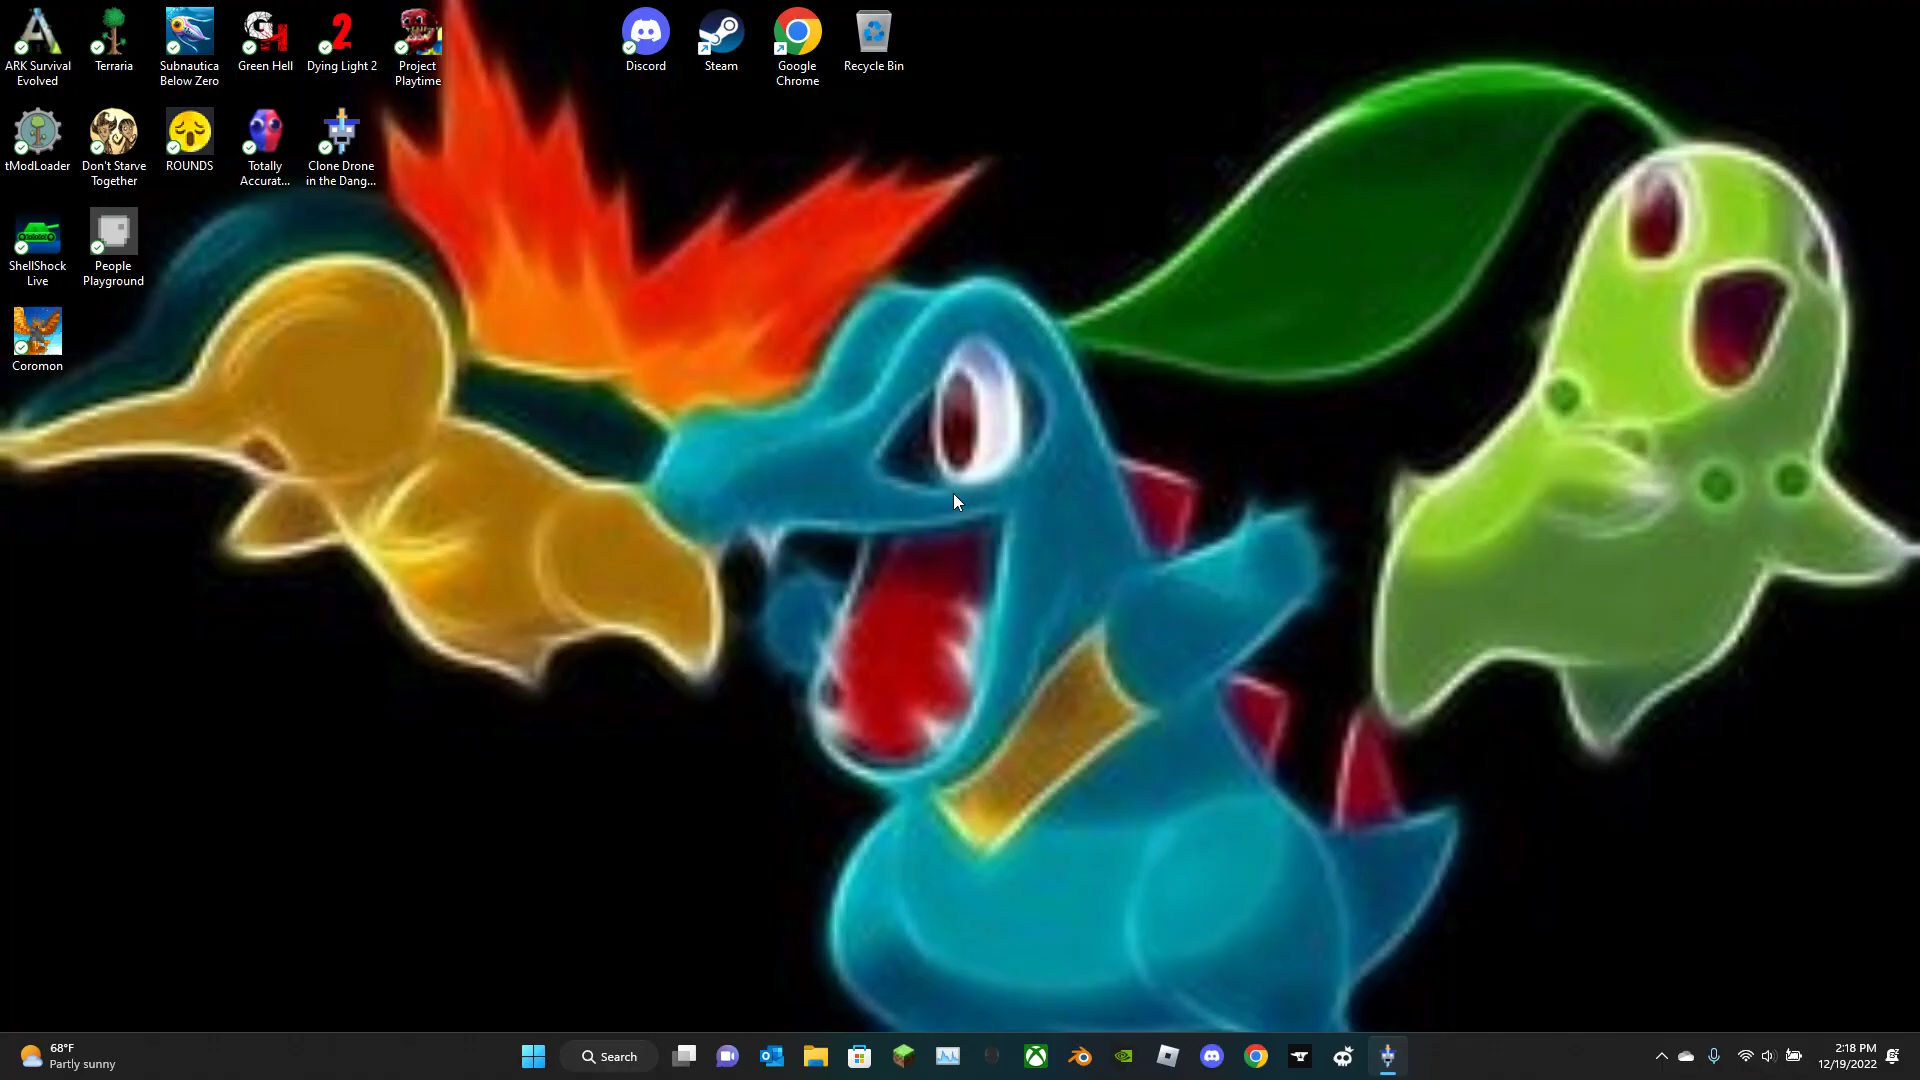 ARK Survival
Evolved
Terraria
Subnautica
Below Zero
Green Hell
Dying Light 2
Project
Playtime
Discord
Steam
Google
Chrome
Recycle Bin
tModLoader
Don't Starve
Together
ROUNDS
Totally
Accurat...
Clone Drone
in the Dang...
ShellShock
Live
People
Playground
Coromon
68°F
Partly sunny
Search
2:18 PM
12/19/2022